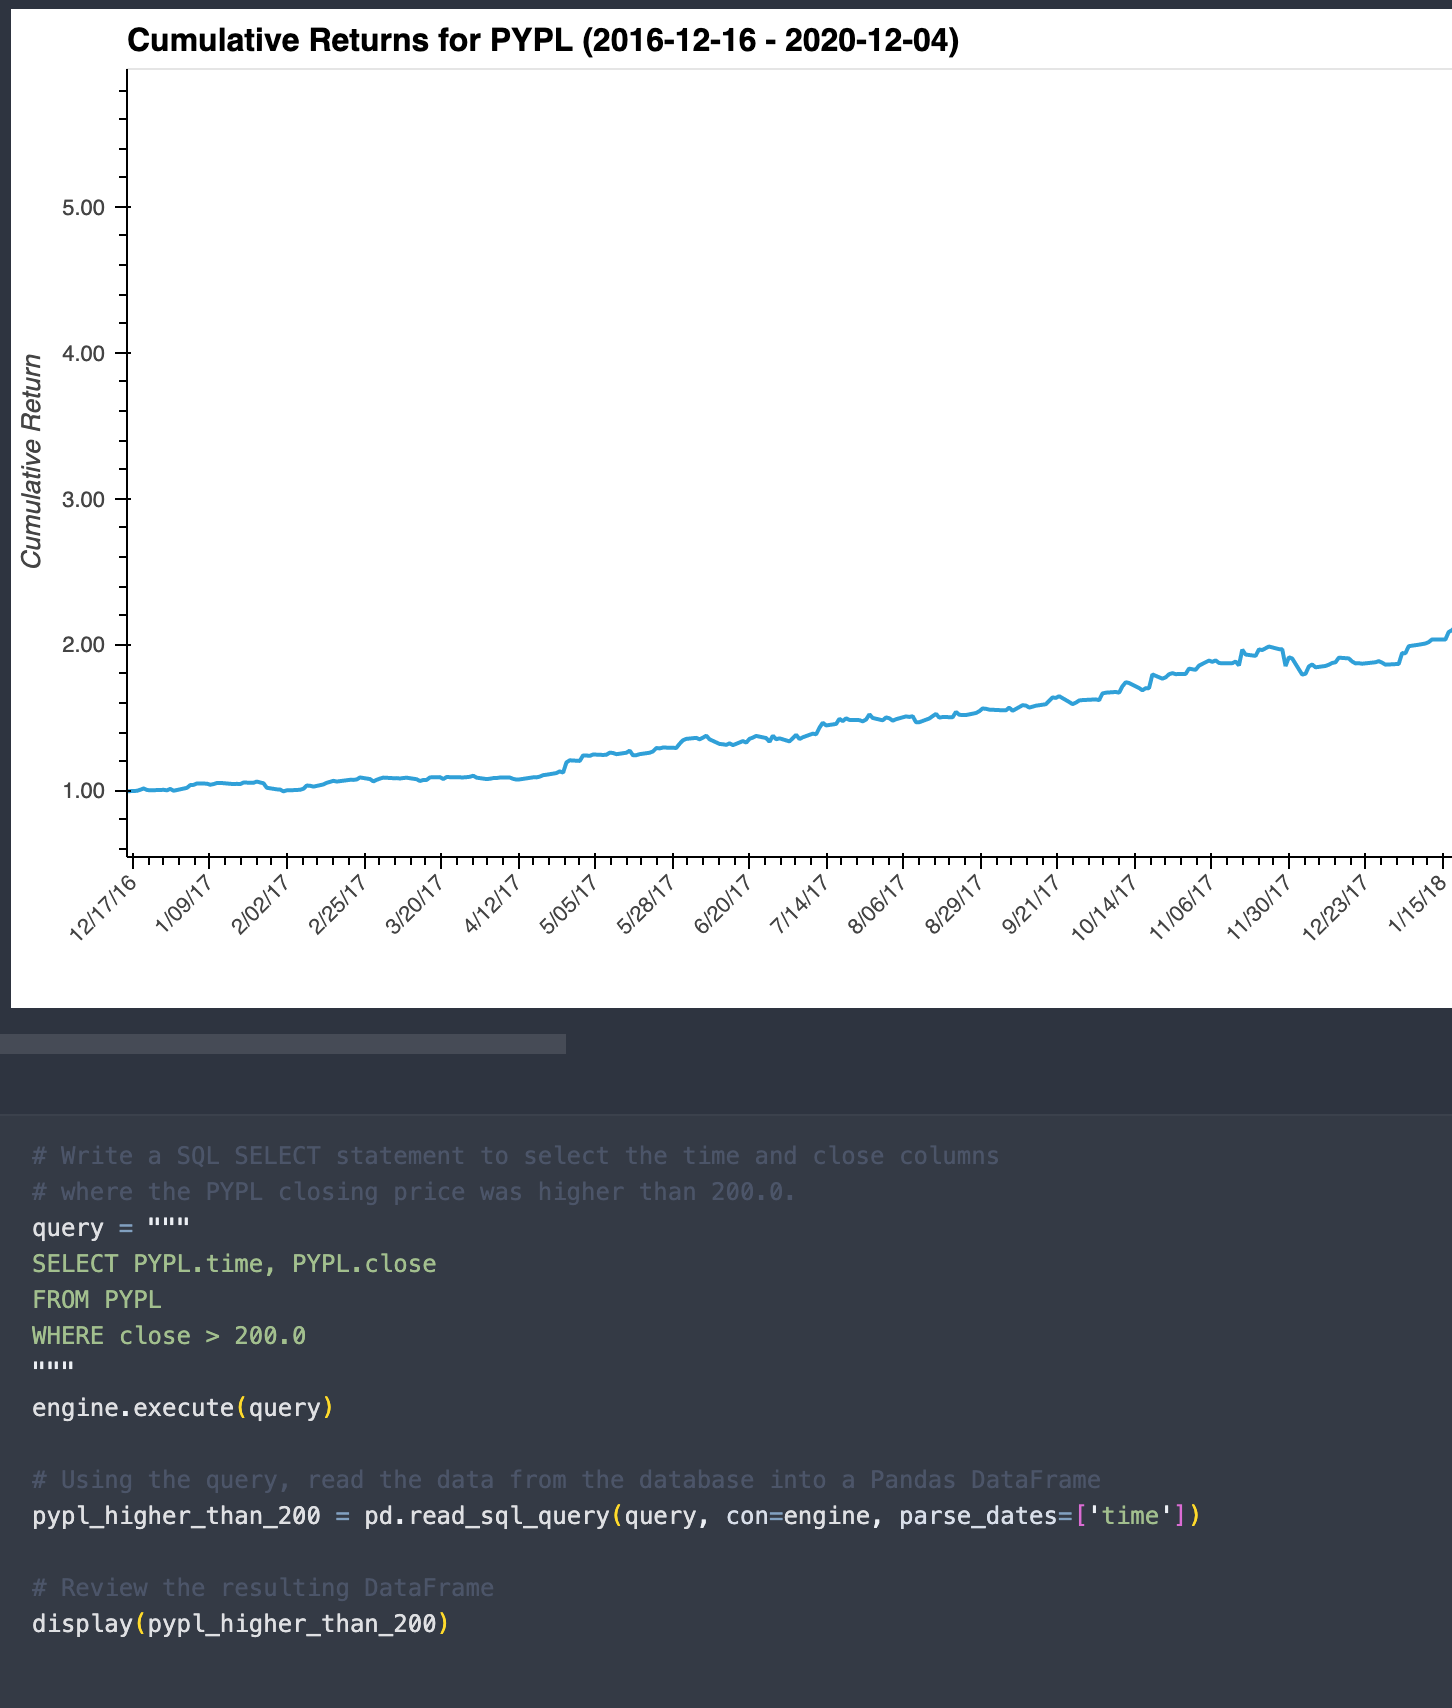 Cumulative Returns for PYPL (2016-12-16 - 2020-12-04)
5.00
4.00
3.00
2.00
1.00
Cumulative Return
12/17/16
1/09/17
2/02/17
2/25/17
3/20/17
4/12/17
5/05/17
5/28/17
6/20/17
7/14/17
8/06/17
8/29/17
9/21/17
10/14/17
11/06/17
11/30/17
12/23/17
1/15/18
# Write a SQL SELECT statement to select the time and close columns
# where the PYPL closing price was higher than 200.0.
query = """
SELECT PYPL.time, PYPL.close
FROM PYPL
WHERE close > 200.0
"""
engine.execute(query)
# Using the query, read the data from the database into a Pandas DataFrame
pypl_higher_than_200 = pd.read_sql_query(query, con=engine, parse_dates=['time'])
# Review the resulting DataFrame
display(pypl_higher_than_200)